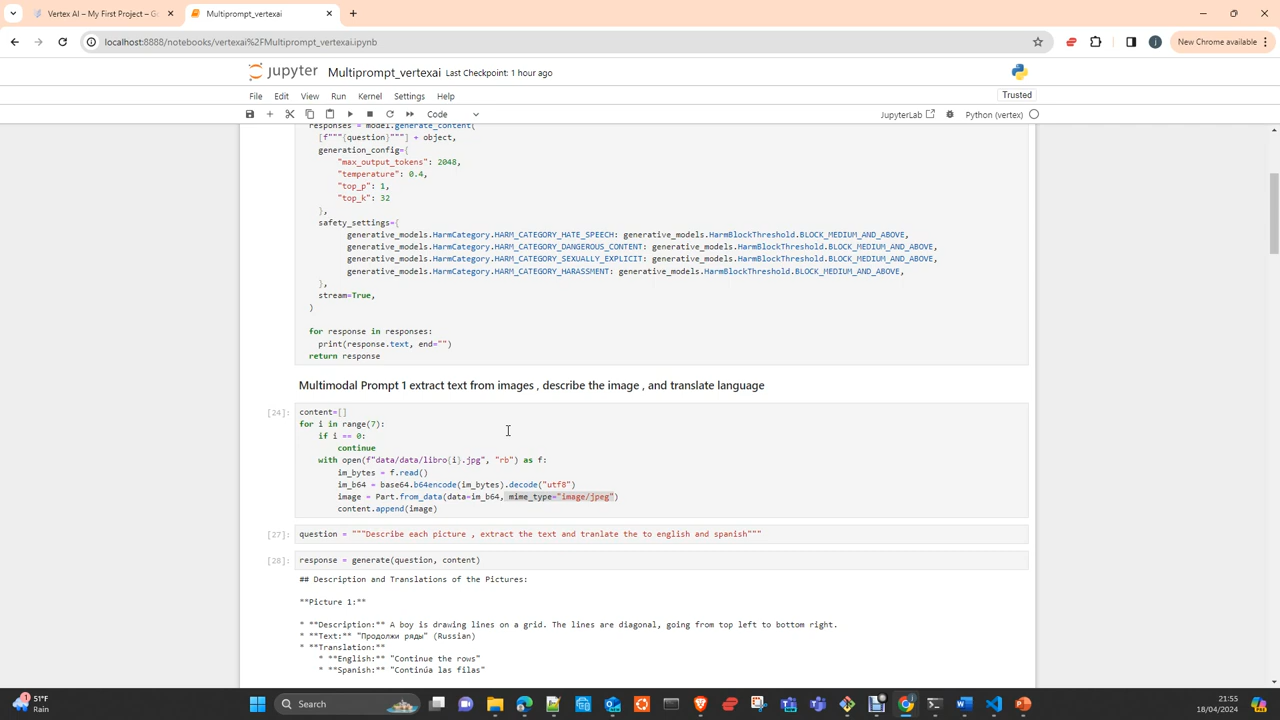 Vertex AI – My First Project – Go
Multiprompt_vertexai
localhost:8888/notebooks/vertexai%2FMultiprompt_vertexai.ipynb
New Chrome available
jupyter Multiprompt_vertexai Last Checkpoint: 1 hour ago
File Edit View Run Kernel Settings Help
Trusted
Code
JupyterLab
Python (vertex)
responses = model.generate_content(
[f"""{question}"""] + object,
generation_config={
"max_output_tokens": 2048,
"temperature": 0.4,
"top_p": 1,
"top_k": 32
},
safety_settings={
generative_models.HarmCategory.HARM_CATEGORY_HATE_SPEECH: generative_models.HarmBlockThreshold.BLOCK_MEDIUM_AND_ABOVE,
generative_models.HarmCategory.HARM_CATEGORY_DANGEROUS_CONTENT: generative_models.HarmBlockThreshold.BLOCK_MEDIUM_AND_ABOVE,
generative_models.HarmCategory.HARM_CATEGORY_SEXUALLY_EXPLICIT: generative_models.HarmBlockThreshold.BLOCK_MEDIUM_AND_ABOVE,
generative_models.HarmCategory.HARM_CATEGORY_HARASSMENT: generative_models.HarmBlockThreshold.BLOCK_MEDIUM_AND_ABOVE,
},
stream=True,
)
for response in responses:
print(response.text, end="")
return response
Multimodal Prompt 1 extract text from images , describe the image , and translate language
[24]: content=[]
for i in range(7):
if i == 0:
continue
with open(f"data/data/libro{i}.jpg", "rb") as f:
im_bytes = f.read()
im_b64 = base64.b64encode(im_bytes).decode("utf8")
image = Part.from_data(data=im_b64, mime_type="image/jpeg")
content.append(image)
[27]: question = """Describe each picture , extract the text and tranlate the to english and spanish"""
[28]: response = generate(question, content)
## Description and Translations of the Pictures:
**Picture 1:**
* **Description:** A boy is drawing lines on a grid. The lines are diagonal, going from top left to bottom right.
* **Text:** "Продолжи ряды" (Russian)
* **Translation:**
* **English:** "Continue the rows"
* **Spanish:** "Continúa las filas"
51°F
Rain
Search
21:55
18/04/2024